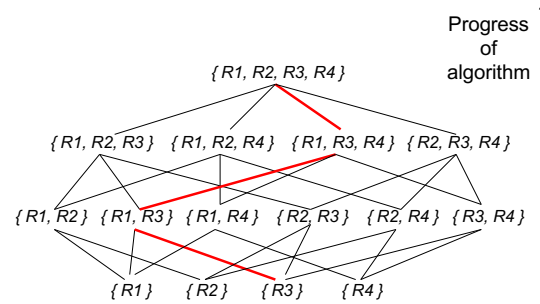 Progress
of
algorithm
{ R1, R2, R3, R4 }
{ R1, R2, R3 } { R1, R2, R4 } { R1, R3, R4 } { R2, R3, R4 }
{ R1, R2 } { R1, R3 } { R1, R4 } { R2, R3 } { R2, R4 } { R3, R4 }
{ R1 } { R2 } { R3 } { R4 }